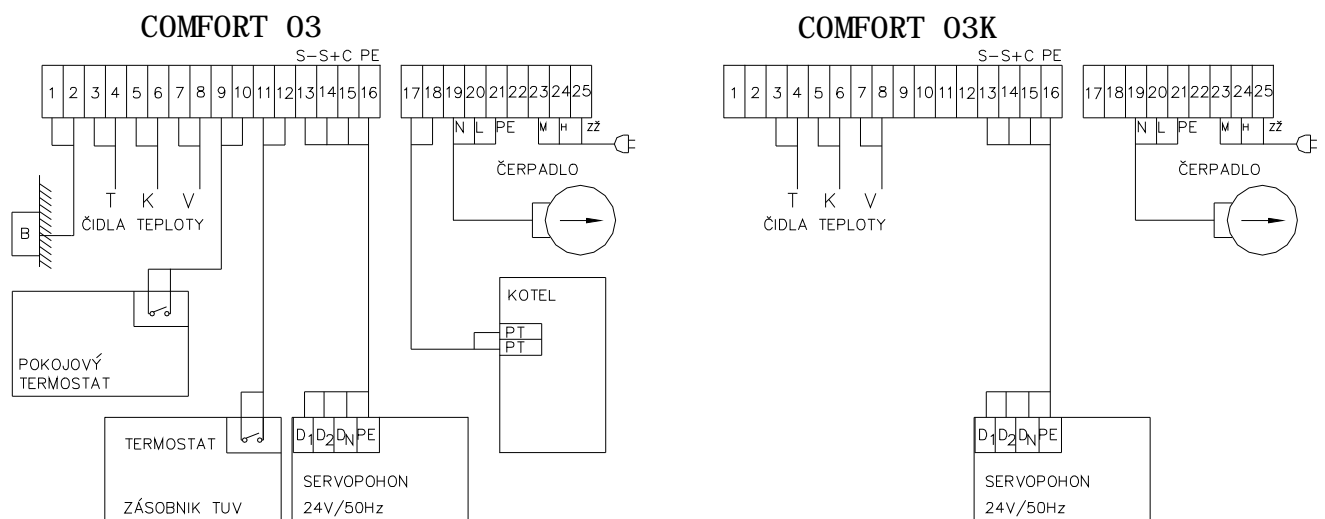 COMFORT 03
S-S+C PE
1 2 3 4 5 6 7 8 9 10 11 12 13 14 15 16 17 18 19 20 21 22 23 24 25
N L PE M H ZŽ
ČERPADLO
T K V
ČIDLA TEPLOTY
B
KOTEL
PT
PT
POKOJOVÝ
TERMOSTAT
TERMOSTAT
D1 D2 DN PE
SERVOPOHON
ZÁSOBNIK TUV
24V/50Hz
COMFORT 03K
S-S+C PE
1 2 3 4 5 6 7 8 9 10 11 12 13 14 15 16 17 18 19 20 21 22 23 24 25
N L PE M H ZŽ
ČERPADLO
T K V
ČIDLA TEPLOTY
D1 D2 DN PE
SERVOPOHON
24V/50Hz